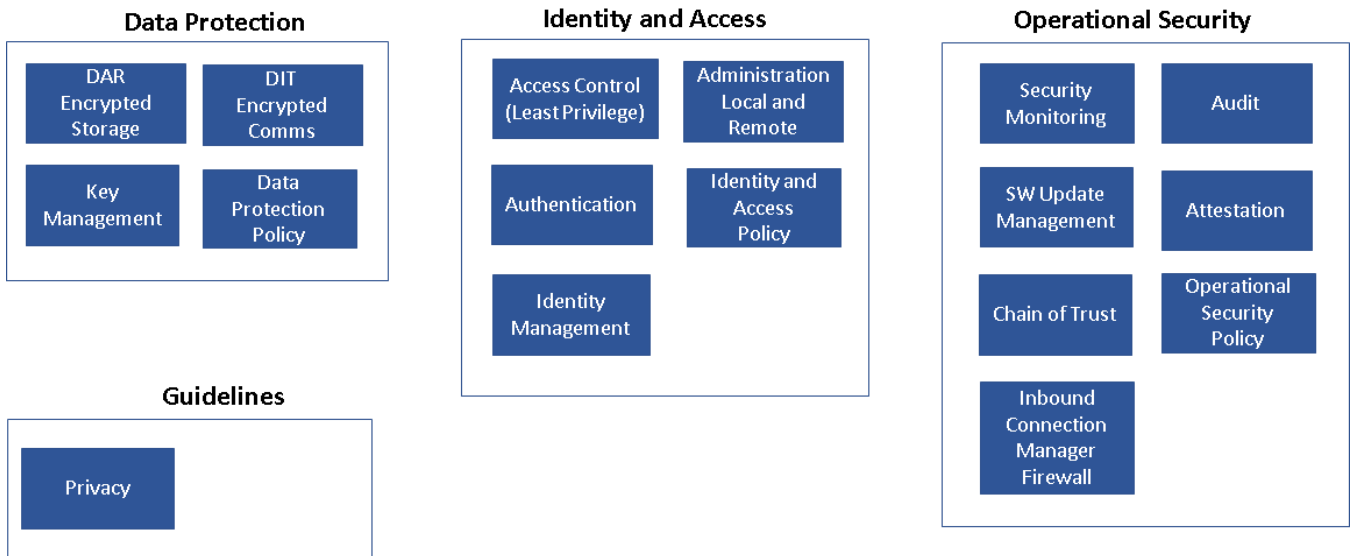 Data Protection
DAR
Encrypted
Storage
DIT
Encrypted
Comms
Key
Management
Data
Protection
Policy
Identity and Access
Access Control
(Least Privilege)
Administration
Local and
Remote
Authentication
Identity and
Access
Policy
Identity
Management
Operational Security
Security
Monitoring
Audit
SW Update
Management
Attestation
Chain of Trust
Operational
Security
Policy
Inbound
Connection
Manager
Firewall
Guidelines
Privacy